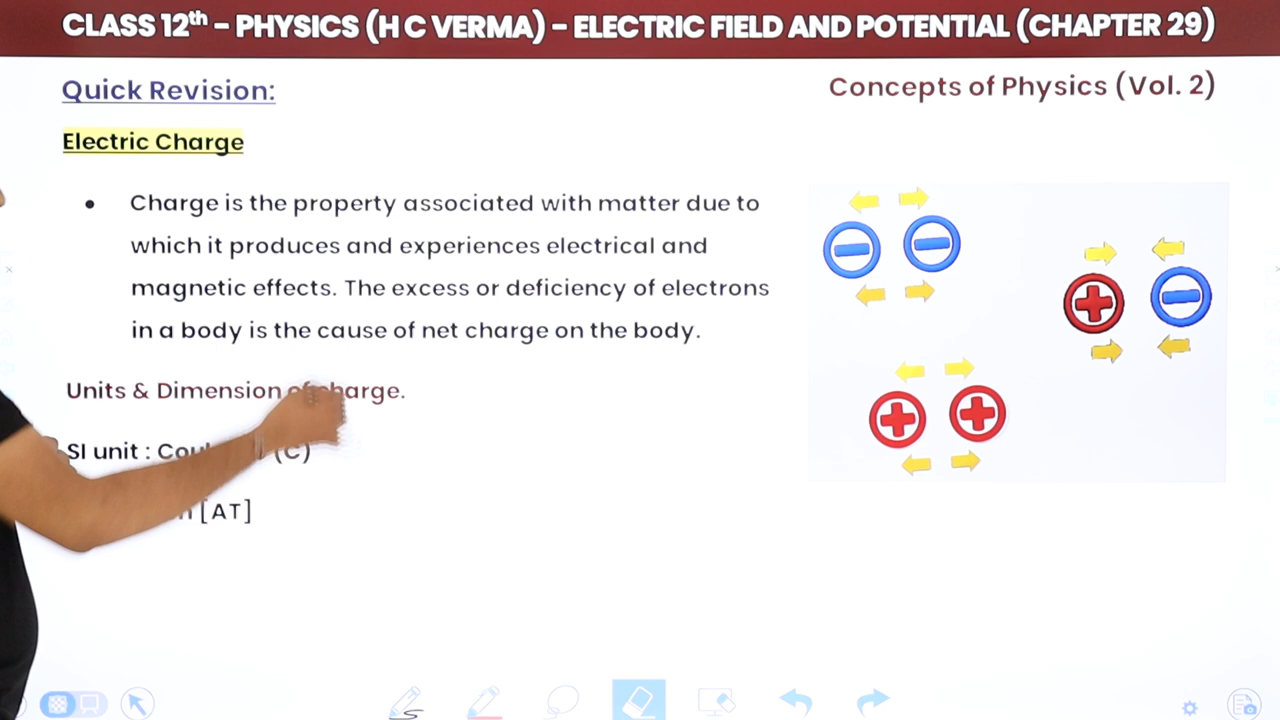 CLASS 12th – PHYSICS (H C VERMA) – ELECTRIC FIELD AND POTENTIAL (CHAPTER 29)
Quick Revision:
Concepts of Physics (Vol. 2)
Electric Charge
• Charge is the property associated with matter due to
which it produces and experiences electrical and
magnetic effects. The excess or deficiency of electrons
in a body is the cause of net charge on the body.
Units & Dimension of charge.
SI unit : (C)
[AT]